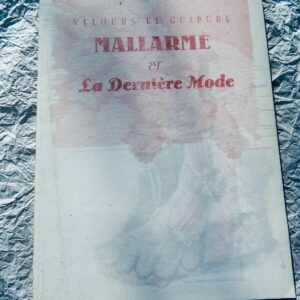 VELOURS ET GUIPURE
MALLARMÉ
ET
La Dernière Mode